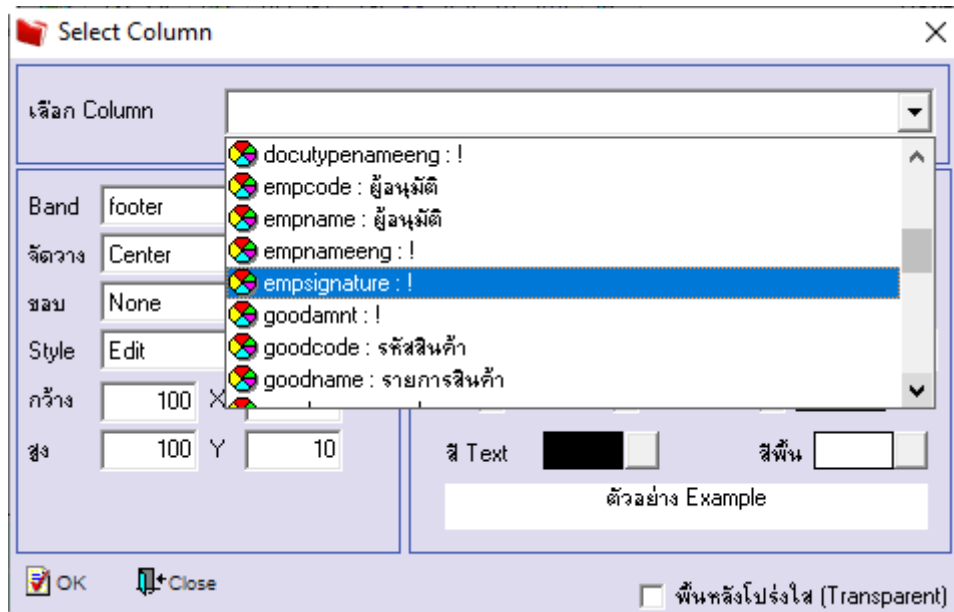 Select Column
เลือก Column
docutypenameeng : !
empcode : ผู้อนุมัติ
empname : ผู้อนุมัติ
empnameeng : !
empsignature : !
goodamnt : !
goodcode : รหัสสินค้า
goodname : รายการสินค้า
Band footer
จัดวาง Center
ขอบ None
Style Edit
กว้าง 100 X
สูง 100 Y 10
สี Text
สีพื้น
ตัวอย่าง Example
OK
Close
พื้นหลังโปร่งใส (Transparent)